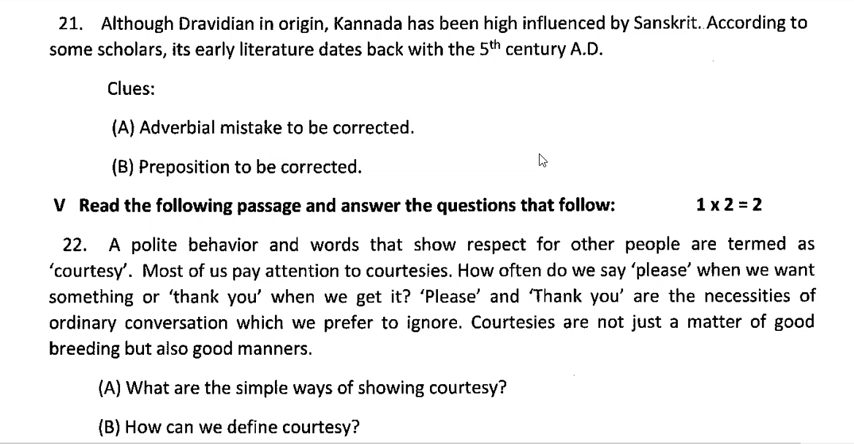 21. Although Dravidian in origin, Kannada has been high influenced by Sanskrit. According to
some scholars, its early literature dates back with the 5th century A.D.
Clues:
(A) Adverbial mistake to be corrected.
(B) Preposition to be corrected.
V Read the following passage and answer the questions that follow: 1 x 2 = 2
22. A polite behavior and words that show respect for other people are termed as
‘courtesy’. Most of us pay attention to courtesies. How often do we say ‘please’ when we want
something or ‘thank you’ when we get it? ‘Please’ and ‘Thank you’ are the necessities of
ordinary conversation which we prefer to ignore. Courtesies are not just a matter of good
breeding but also good manners.
(A) What are the simple ways of showing courtesy?
(B) How can we define courtesy?